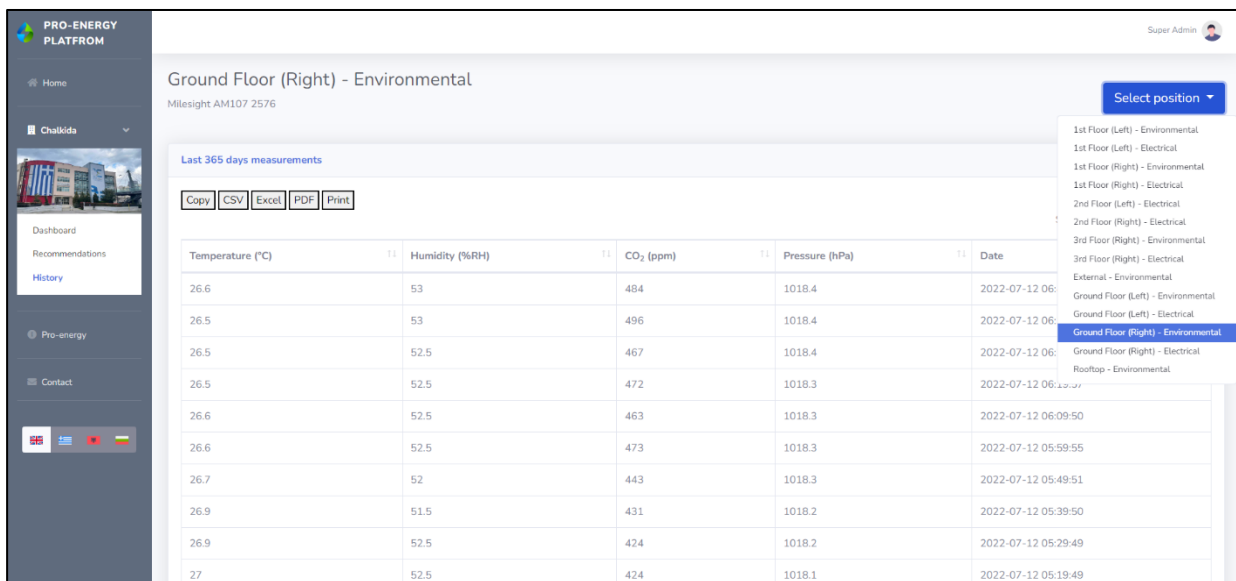 PRO-ENERGY
PLATFROM
Super Admin
Home
Chalkida
Dashboard
Recommendations
History
Pro-energy
Contact
Ground Floor (Right) - Environmental
Milesight AM107 2576
Select position
1st Floor (Left) - Environmental
1st Floor (Left) - Electrical
1st Floor (Right) - Environmental
1st Floor (Right) - Electrical
2nd Floor (Left) - Electrical
2nd Floor (Right) - Electrical
3rd Floor (Right) - Environmental
3rd Floor (Right) - Electrical
External - Environmental
Ground Floor (Left) - Environmental
Ground Floor (Left) - Electrical
Ground Floor (Right) - Environmental
Ground Floor (Right) - Electrical
Rooftop - Environmental
Last 365 days measurements
Copy CSV Excel PDF Print
Temperature (°C) Humidity (%RH) CO₂ (ppm) Pressure (hPa) Date
26.6 53 484 1018.4 2022-07-12 06:
26.5 53 496 1018.4 2022-07-12 06:
26.5 52.5 467 1018.4 2022-07-12 06:
26.5 52.5 472 1018.3 2022-07-12
26.6 52.5 463 1018.3 2022-07-12 06:09:50
26.6 52.5 473 1018.3 2022-07-12 05:59:55
26.7 52 443 1018.3 2022-07-12 05:49:51
26.9 51.5 431 1018.2 2022-07-12 05:39:50
26.9 52.5 424 1018.2 2022-07-12 05:29:49
27 52.5 424 1018.1 2022-07-12 05:19:49